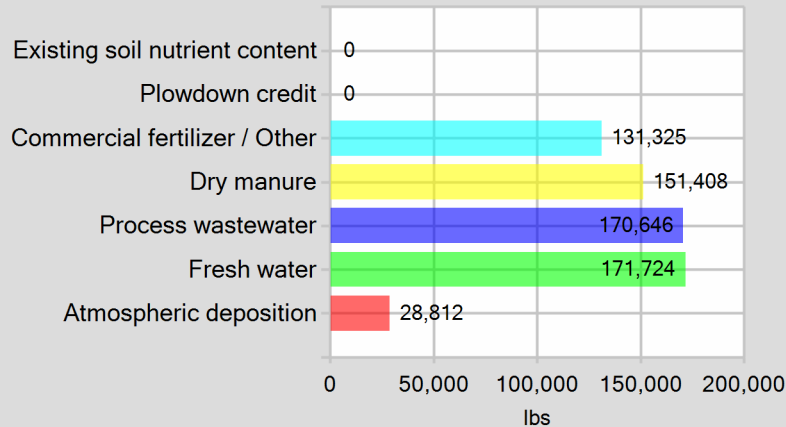 Existing soil nutrient content 0
Plowdown credit 0
Commercial fertilizer / Other 131,325
Dry manure 151,408
Process wastewater 170,646
Fresh water 171,724
Atmospheric deposition 28,812
0 50,000 100,000 150,000 200,000
lbs